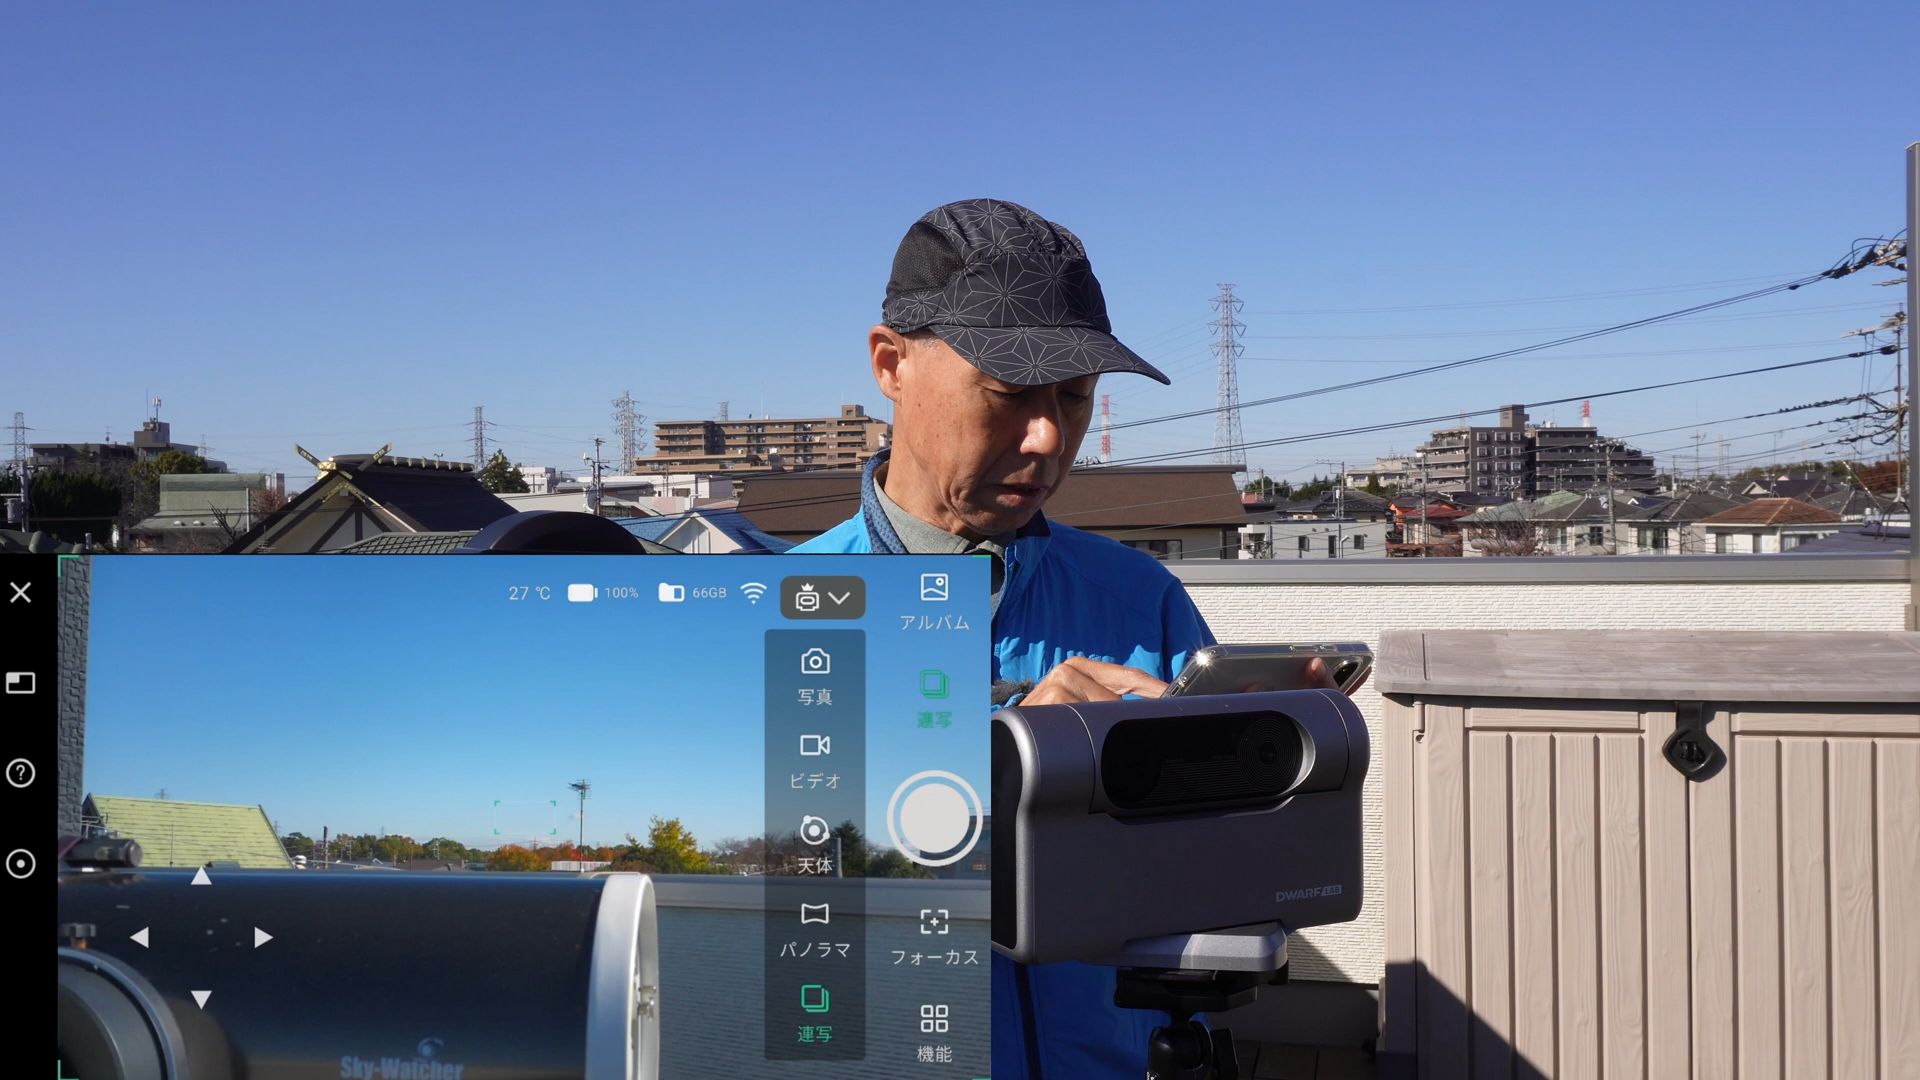 27 ℃ 100% 66GB
アルバム
写真
連写
ビデオ
天体
パノラマ
フォーカス
連写
機能
Sky-Watcher
DWARF LAB